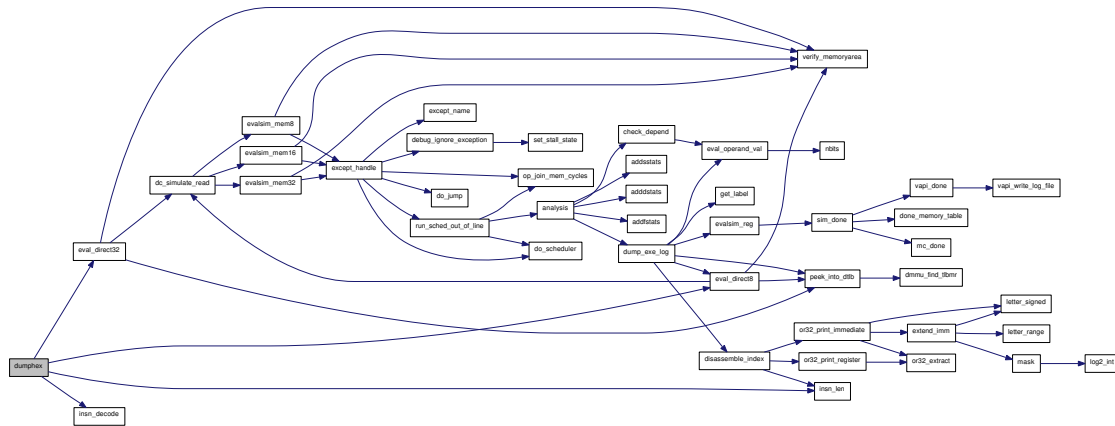 verify_memoryarea
except_name
evalsim_mem8
check_depend
debug_ignore_exception
set_stall_state
eval_operand_val
nbits
evalsim_mem16
addsstats
except_handle
op_join_mem_cycles
dc_simulate_read
evalsim_mem32
vapi_done
vapi_write_log_file
do_jump
adddstats
get_label
analysis
addfstats
evalsim_reg
sim_done
done_memory_table
run_sched_out_of_line
eval_direct32
do_scheduler
dump_exe_log
mc_done
eval_direct8
peek_into_dtlb
dmmu_find_tlbmr
letter_signed
or32_print_immediate
extend_imm
letter_range
disassemble_index
or32_print_register
or32_extract
mask
log2_int
dumphex
insn_len
insn_decode